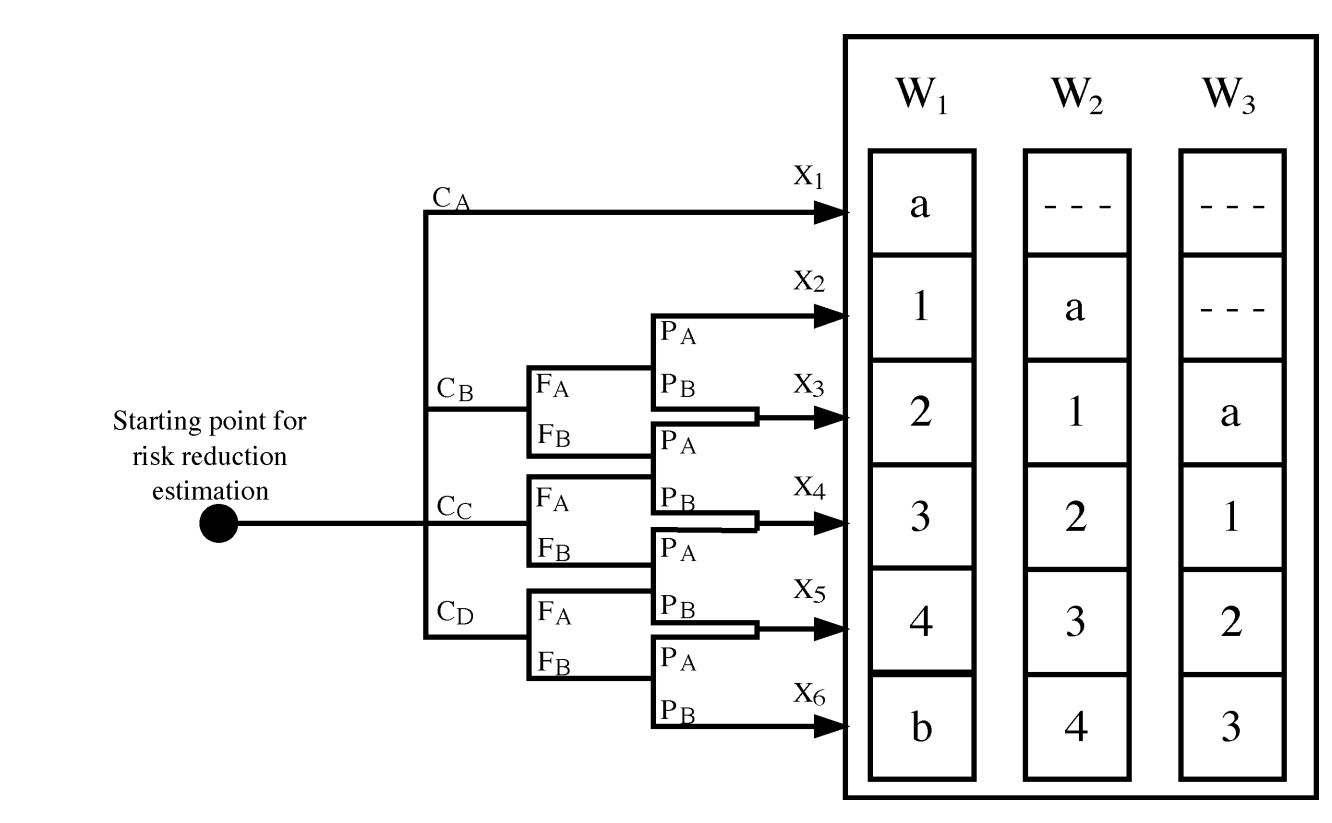 W1 W2 W3
CA X1 a - - - - - -
X2 1 a - - -
PA
CB FA PB X3 2 1 a
FB PA
Starting point for
risk reduction
estimation
CC FA PB X4 3 2 1
FB PA
CD FA PB X5 4 3 2
FB PA
PB X6 b 4 3